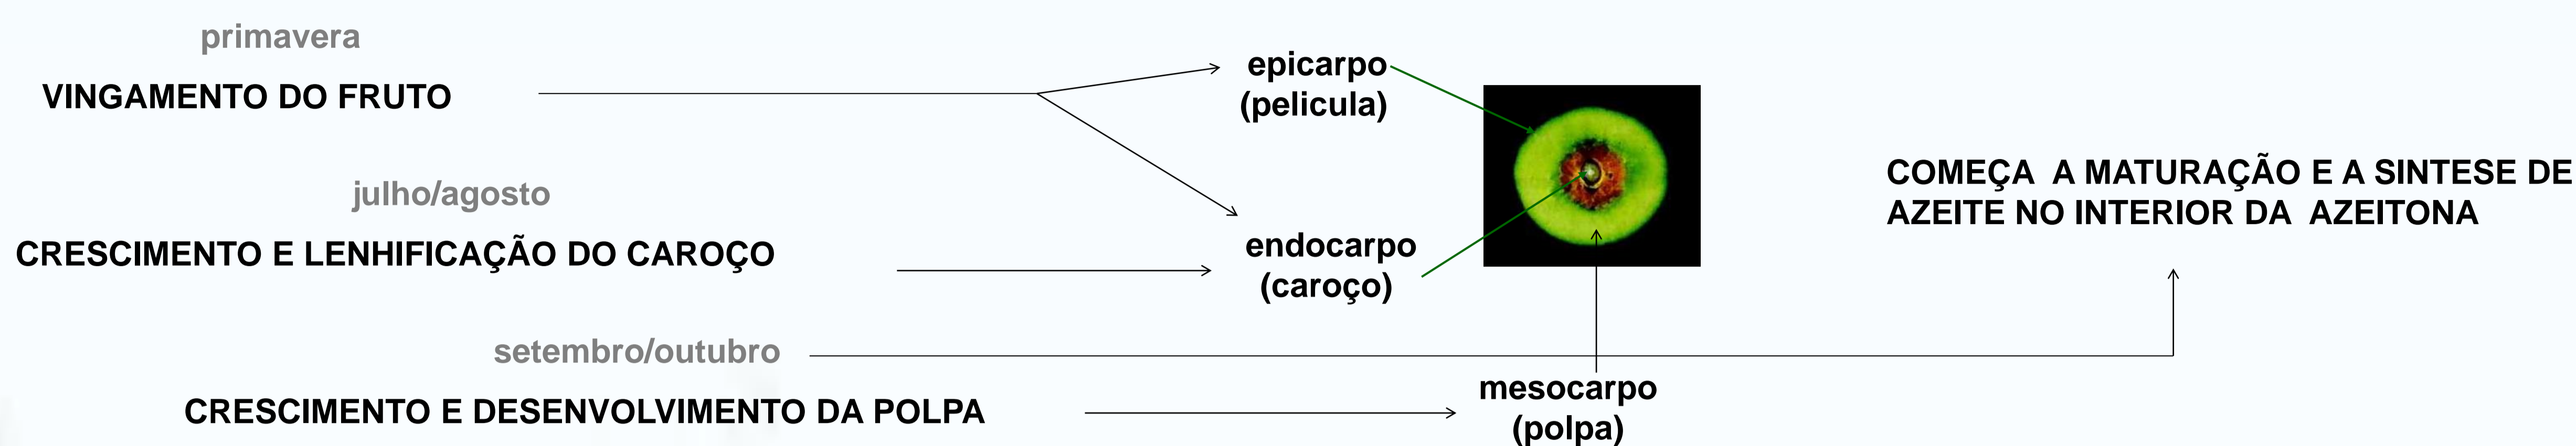 primavera
VINGAMENTO DO FRUTO
epicarpo
(pelicula)
julho/agosto
CRESCIMENTO E LENHIFICAÇÃO DO CAROÇO
endocarpo
(caroço)
COMEÇA A MATURAÇÃO E A SINTESE DE
AZEITE NO INTERIOR DA AZEITONA
setembro/outubro
CRESCIMENTO E DESENVOLVIMENTO DA POLPA
mesocarpo
(polpa)